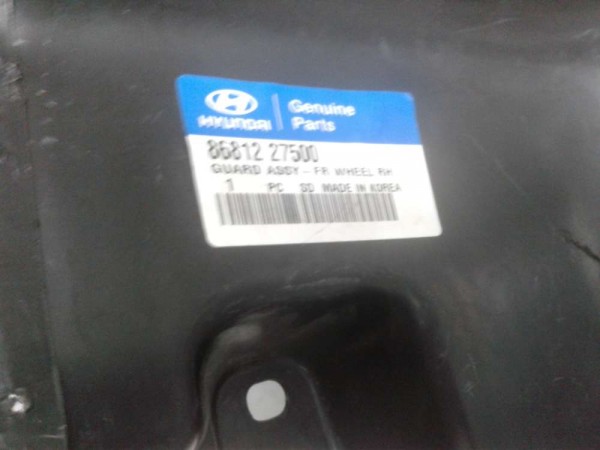 HYUNDAI
Genuine
Parts
86812 27500
GUARD ASSY-FR WHEEL RH
1 PC SD MADE IN KOREA